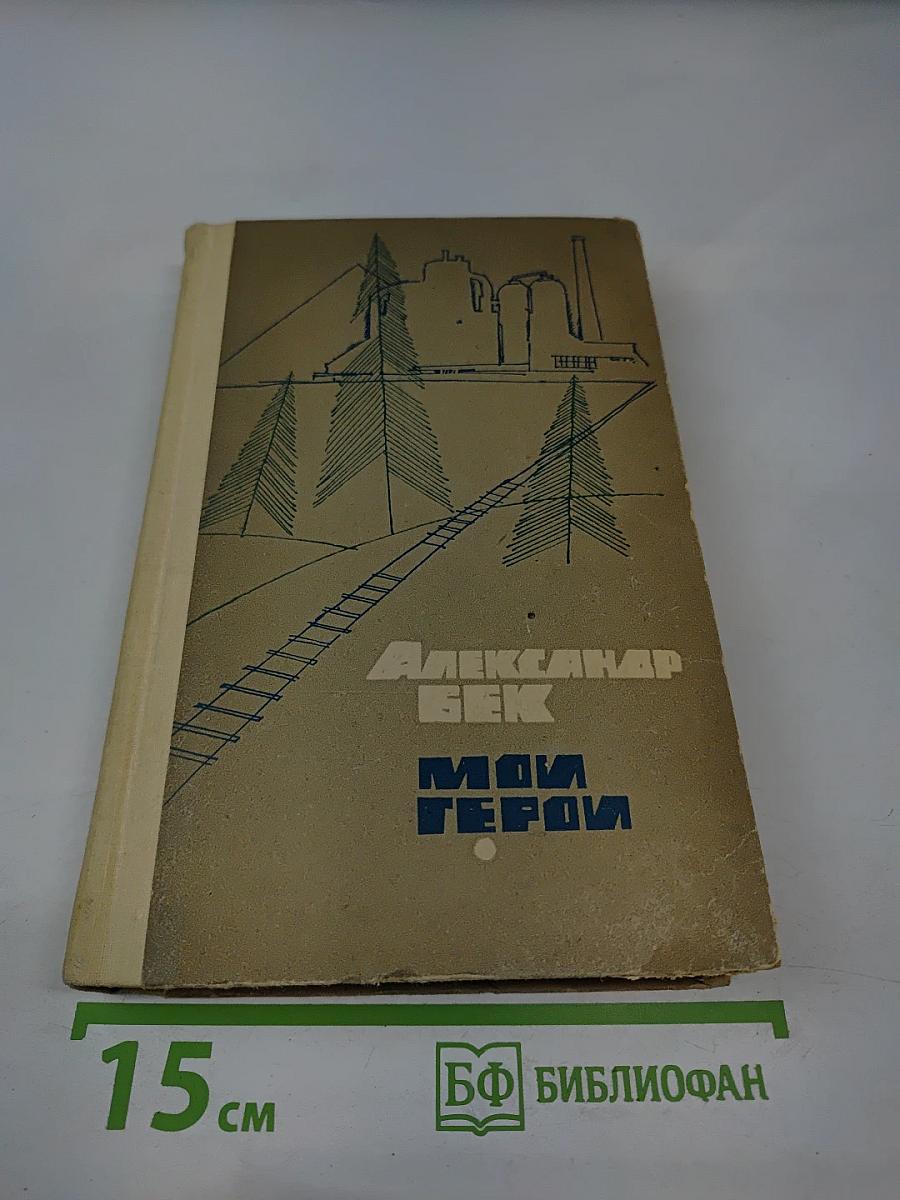 Александр
БЕК
МОИ
ГЕРОИ
15 см
БФ БИБЛИОФАН